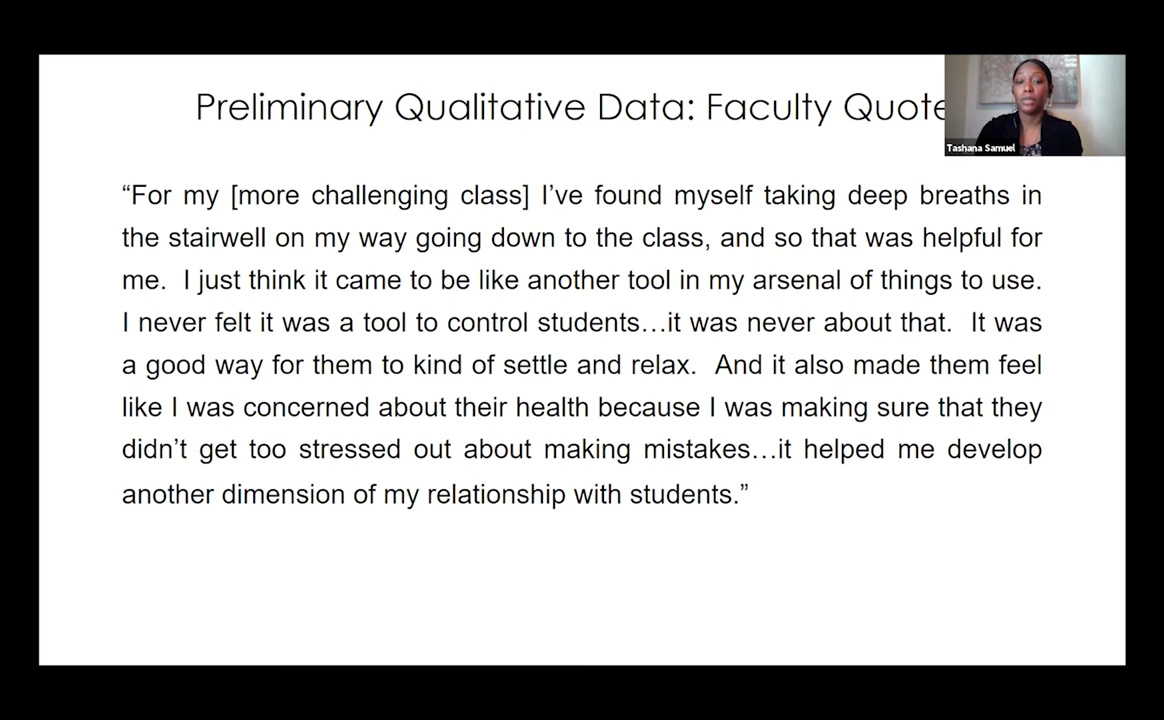 Preliminary Qualitative Data: Faculty Quote
Tashana Samuel
“For my [more challenging class] I’ve found myself taking deep breaths in
the stairwell on my way going down to the class, and so that was helpful for
me.  I just think it came to be like another tool in my arsenal of things to use.
I never felt it was a tool to control students…it was never about that.  It was
a good way for them to kind of settle and relax.  And it also made them feel
like I was concerned about their health because I was making sure that they
didn’t get too stressed out about making mistakes…it helped me develop
another dimension of my relationship with students.”